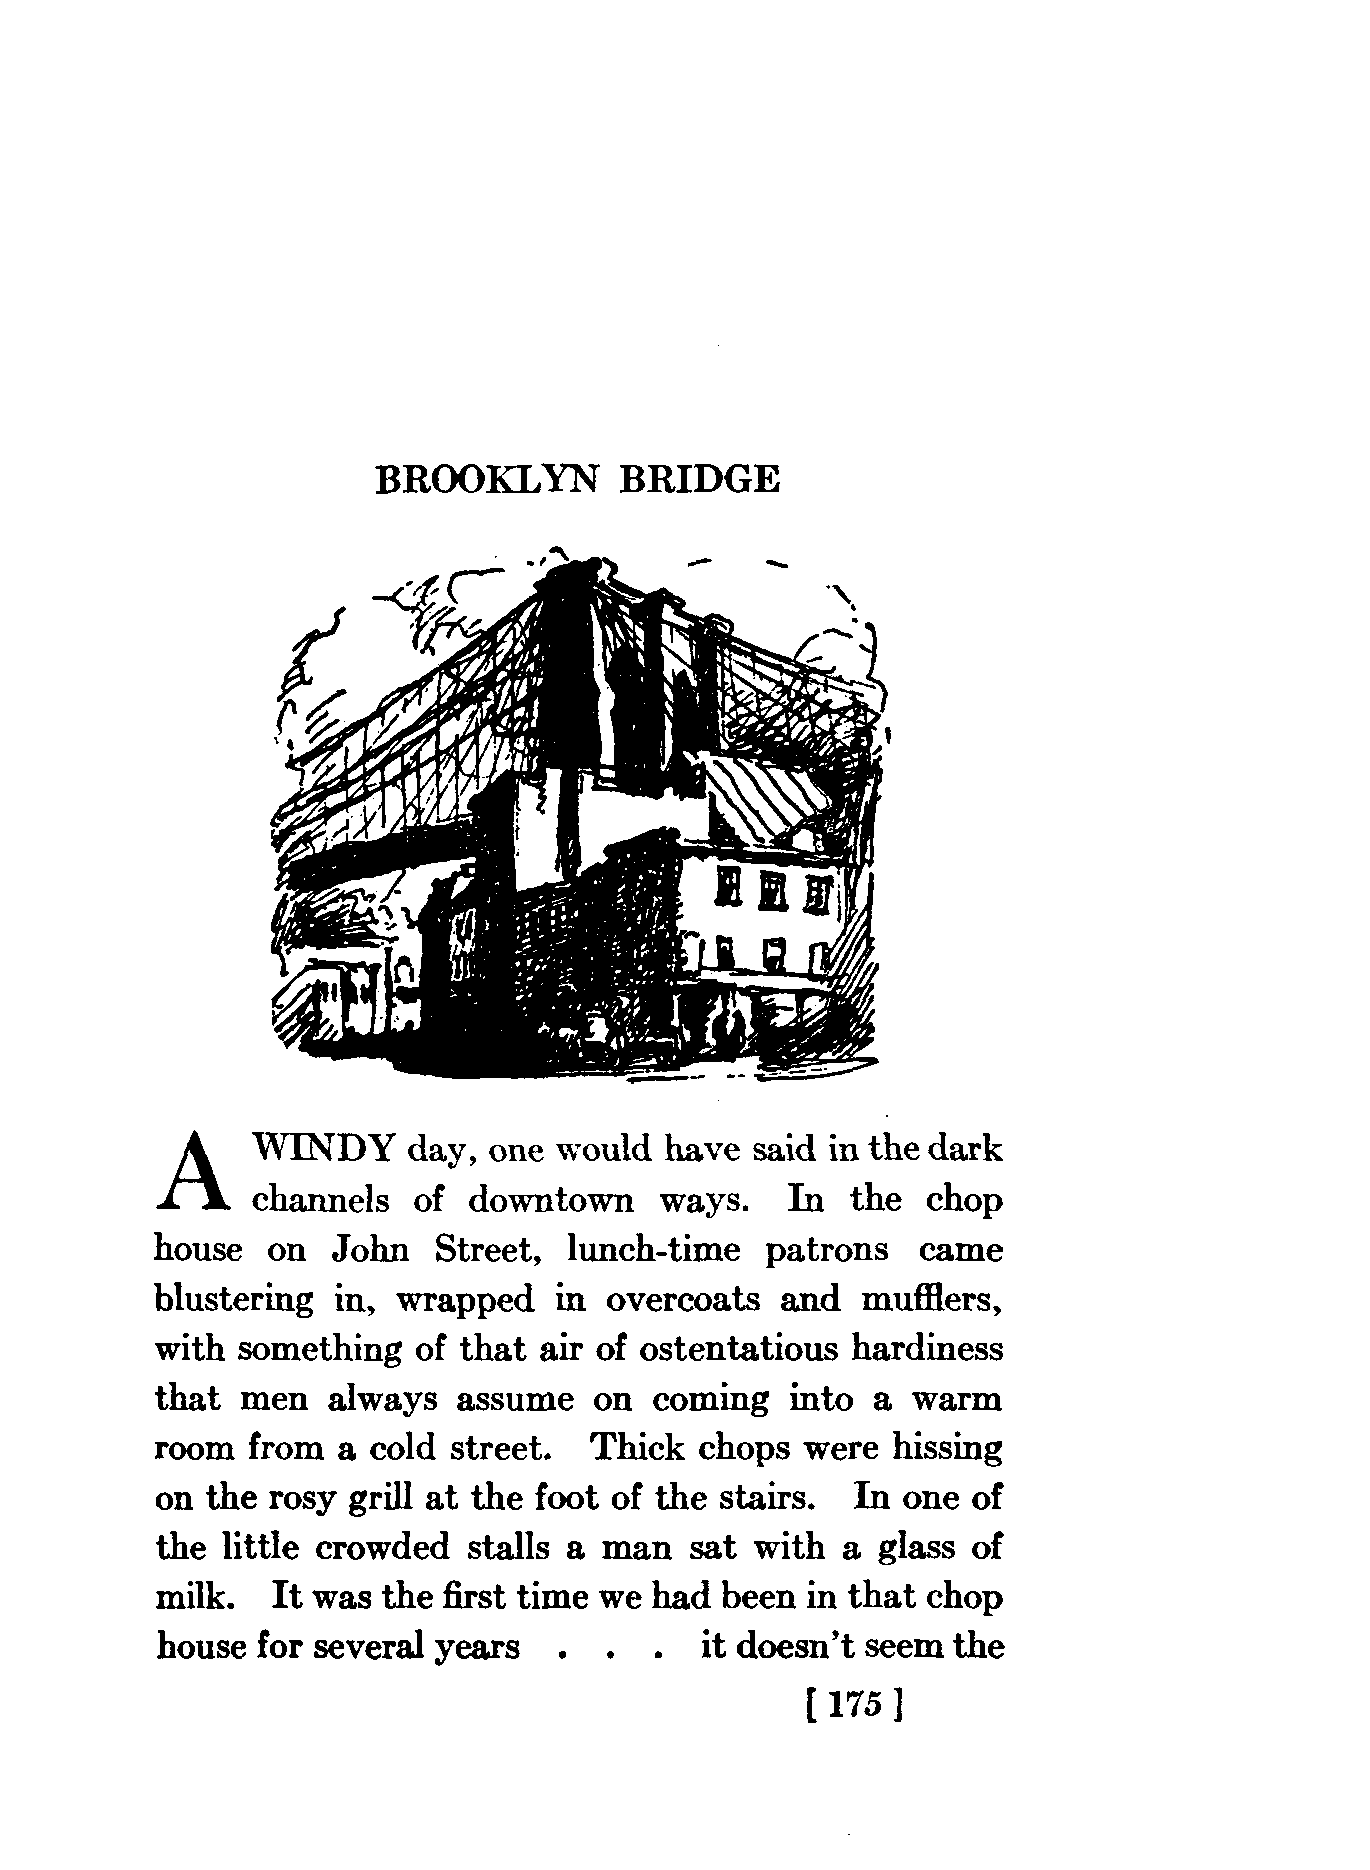 BROOKLYN BRIDGE
A WINDY day, one would have said in the dark
channels of downtown ways. In the chop
house on John Street, lunch-time patrons came
blustering in, wrapped in overcoats and mufflers,
with something of that air of ostentatious hardiness
that men always assume on coming into a warm
room from a cold street. Thick chops were hissing
on the rosy grill at the foot of the stairs. In one of
the little crowded stalls a man sat with a glass of
milk. It was the first time we had been in that chop
house for several years . . . it doesn't seem the
[ 175 ]